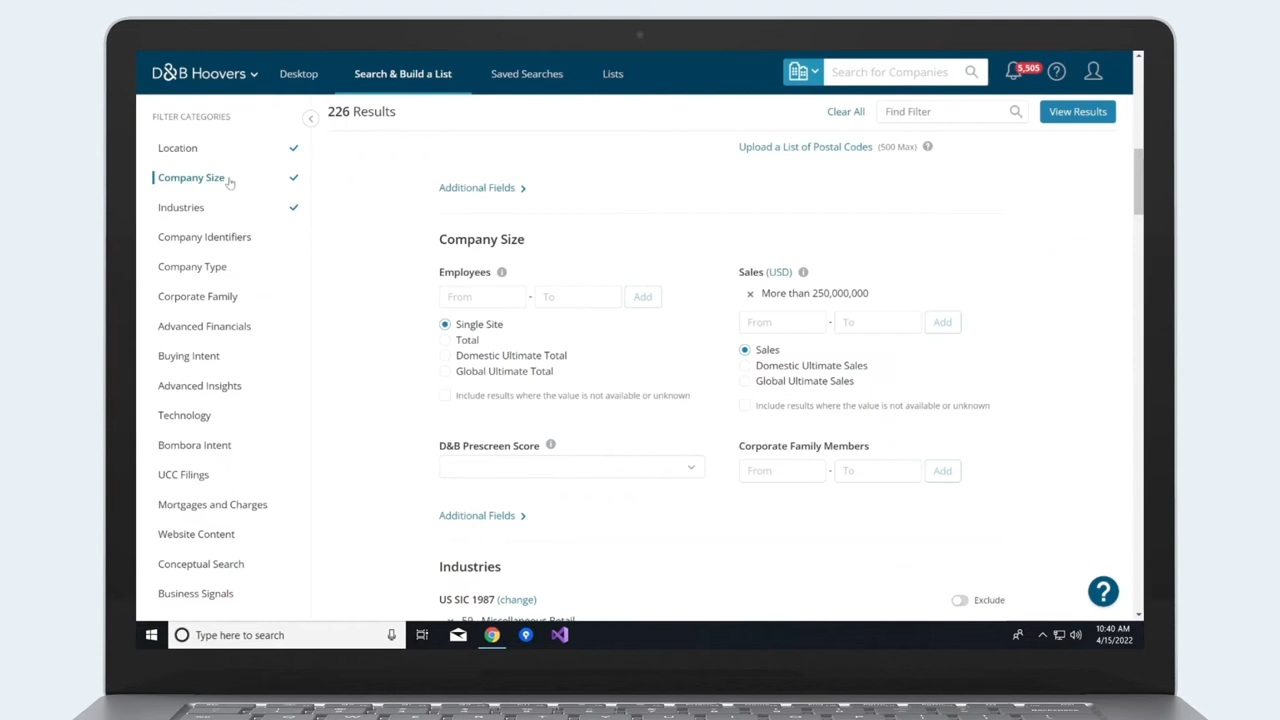 D&B Hoovers
Desktop
Search & Build a List
Saved Searches
Lists
Search for Companies
5,505
FILTER CATEGORIES
226 Results
Clear All
Find Filter
View Results
Location
Company Size
Industries
Company Identifiers
Company Type
Corporate Family
Advanced Financials
Buying Intent
Advanced Insights
Technology
Bombora Intent
UCC Filings
Mortgages and Charges
Website Content
Conceptual Search
Business Signals
Upload a List of Postal Codes (500 Max) ?
Additional Fields >
Company Size
Employees i
From - To Add
Single Site
Total
Domestic Ultimate Total
Global Ultimate Total
Include results where the value is not available or unknown
Sales (USD) i
× More than 250,000,000
From - To Add
Sales
Domestic Ultimate Sales
Global Ultimate Sales
Include results where the value is not available or unknown
D&B Prescreen Score i
Corporate Family Members
From - To Add
Additional Fields >
Industries
US SIC 1987 (change)
Exclude
59 - Miscellaneous Retail
?
Type here to search
10:40 AM
4/15/2022